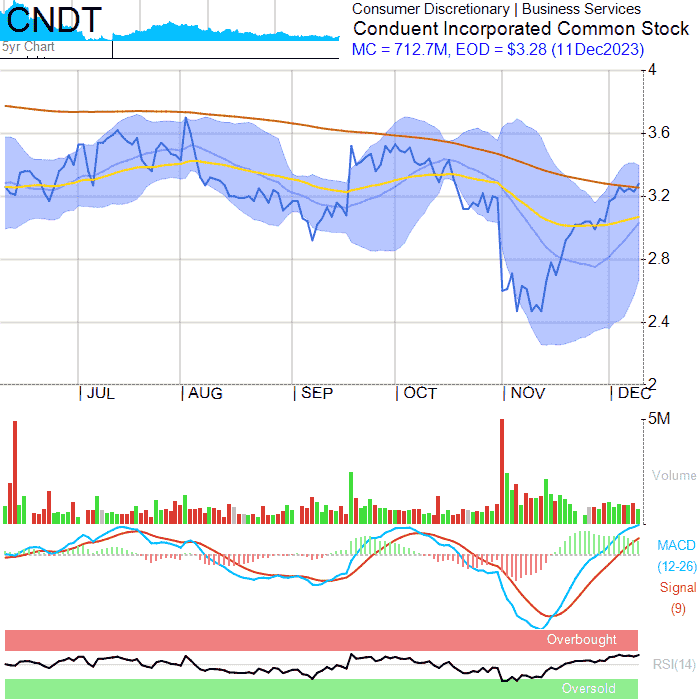 CNDT
Consumer Discretionary | Business Services
Conduent Incorporated Common Stock
MC = 712.7M, EOD = $3.28 (11Dec2023)
5yr Chart
4
3.6
3.2
2.8
2.4
2
JUL AUG SEP OCT NOV DEC
5M
Volume
MACD
(12-26)
Signal
(9)
Overbought
RSI(14)
Oversold